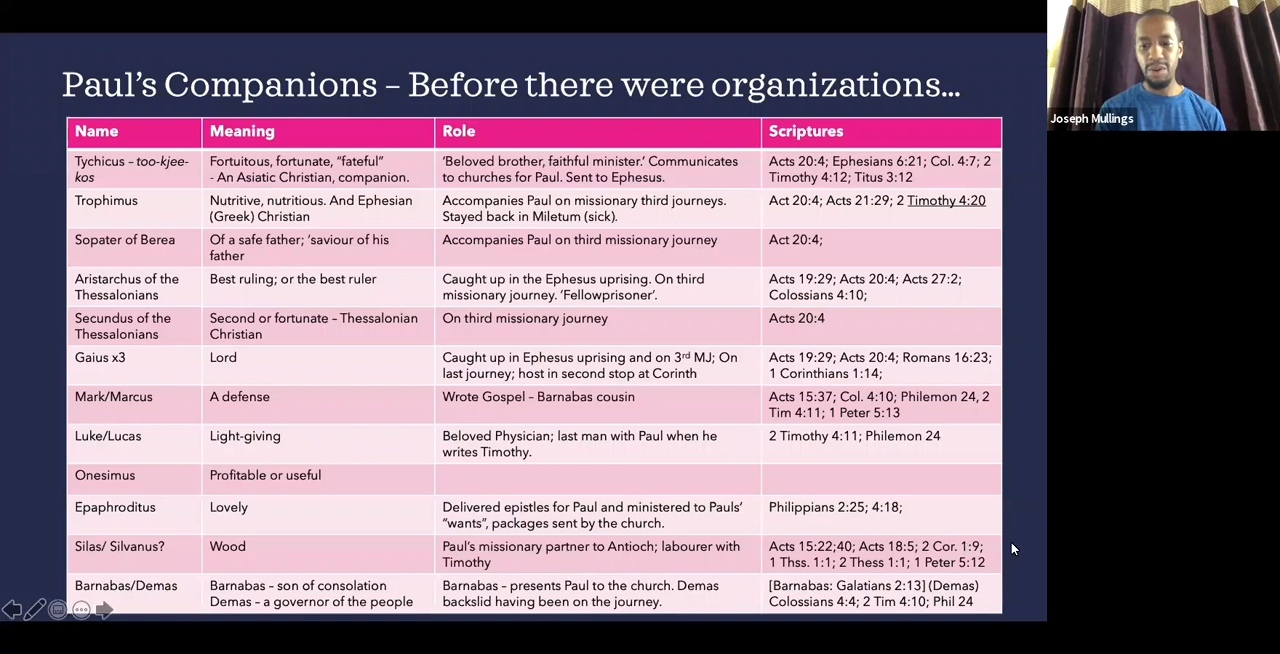 Paul's Companions – Before there were organizations...
Name Meaning Role Scriptures
Tychicus – too-kjee-
kos
Fortuitous, fortunate, "fateful"
- An Asiatic Christian, companion.
'Beloved brother, faithful minister.' Communicates
to churches for Paul. Sent to Ephesus.
Acts 20:4; Ephesians 6:21; Col. 4:7; 2
Timothy 4:12; Titus 3:12
Trophimus
Nutritive, nutritious. And Ephesian
(Greek) Christian
Accompanies Paul on missionary third journeys.
Stayed back in Miletum (sick).
Act 20:4; Acts 21:29; 2 Timothy 4:20
Sopater of Berea
Of a safe father; 'saviour of his
father
Accompanies Paul on third missionary journey
Act 20:4;
Aristarchus of the
Thessalonians
Best ruling; or the best ruler
Caught up in the Ephesus uprising. On third
missionary journey. 'Fellowprisoner'.
Acts 19:29; Acts 20:4; Acts 27:2;
Colossians 4:10;
Secundus of the
Thessalonians
Second or fortunate – Thessalonian
Christian
On third missionary journey
Acts 20:4
Gaius x3
Lord
Caught up in Ephesus uprising and on 3rd MJ; On
last journey; host in second stop at Corinth
Acts 19:29; Acts 20:4; Romans 16:23;
1 Corinthians 1:14;
Mark/Marcus
A defense
Wrote Gospel – Barnabas cousin
Acts 15:37; Col. 4:10; Philemon 24, 2
Tim 4:11; 1 Peter 5:13
Luke/Lucas
Light-giving
Beloved Physician; last man with Paul when he
writes Timothy.
2 Timothy 4:11; Philemon 24
Onesimus
Profitable or useful
Epaphroditus
Lovely
Delivered epistles for Paul and ministered to Pauls'
"wants", packages sent by the church.
Philippians 2:25; 4:18;
Silas/ Silvanus?
Wood
Paul's missionary partner to Antioch; labourer with
Timothy
Acts 15:22;40; Acts 18:5; 2 Cor. 1:9;
1 Thss. 1:1; 2 Thess 1:1; 1 Peter 5:12
Barnabas/Demas
Barnabas – son of consolation
Demas – a governor of the people
Barnabas – presents Paul to the church. Demas
backslid having been on the journey.
[Barnabas: Galatians 2:13] (Demas)
Colossians 4:4; 2 Tim 4:10; Phil 24
Joseph Mullings